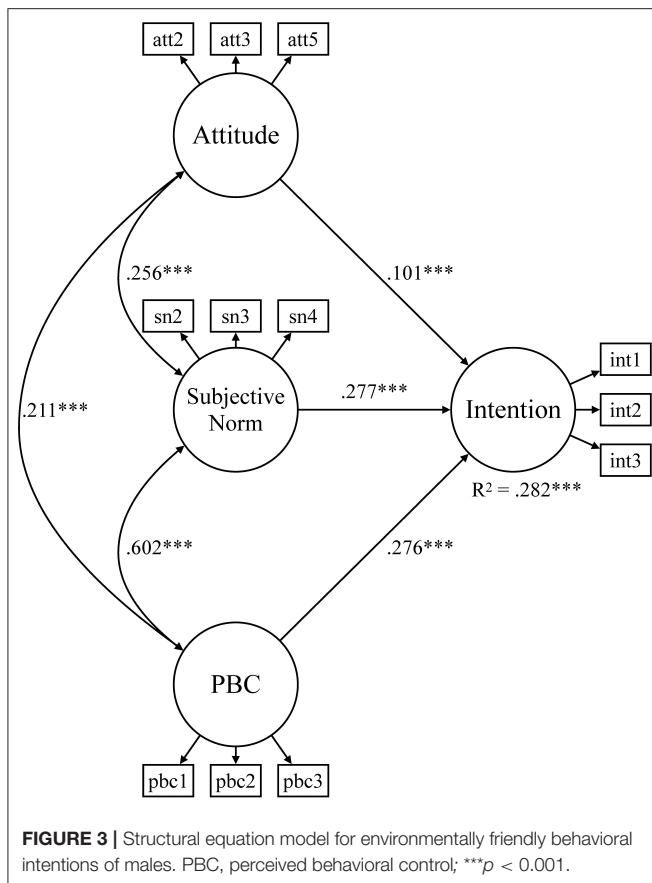 att2 att3 att5
Attitude
.256***
.101***
sn2 sn3 sn4
int1
.211***
Subjective
Norm
.277***
Intention
int2
int3
R² = .282***
.602***
.276***
PBC
pbc1 pbc2 pbc3
FIGURE 3 | Structural equation model for environmentally friendly behavioral
intentions of males. PBC, perceived behavioral control; ***p < 0.001.